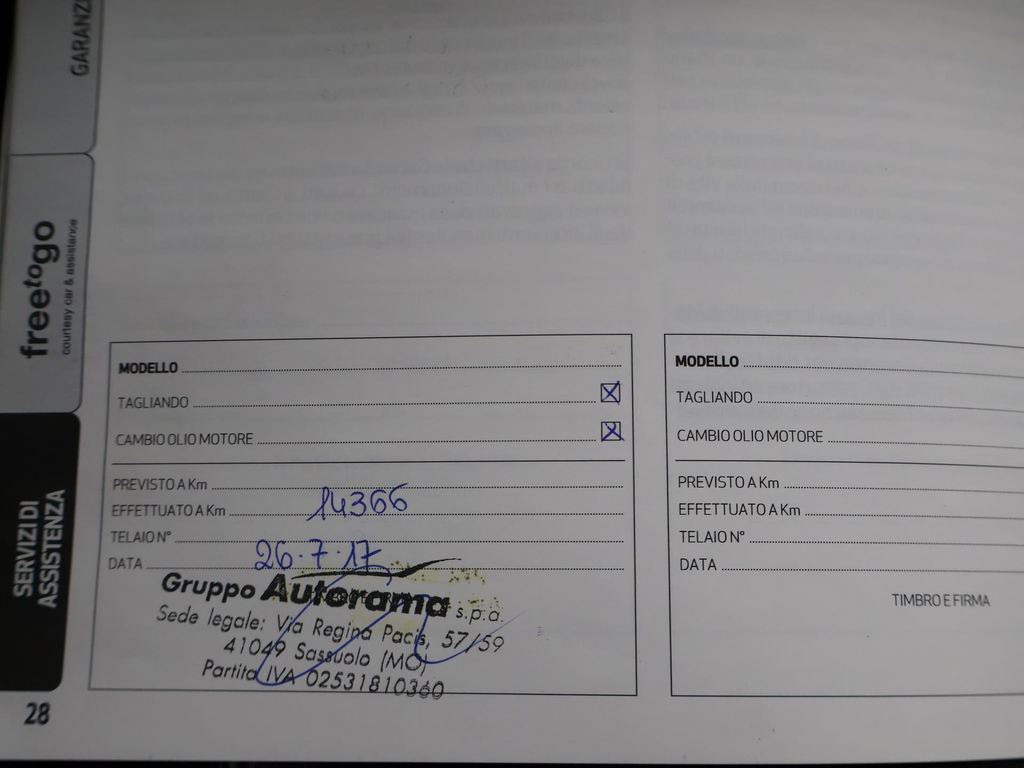 GARANZI
freetogo
courtesy car & assistance
SERVIZI DI
ASSISTENZA
28
MODELLO
TAGLIANDO
CAMBIO OLIO MOTORE
PREVISTO A Km
EFFETTUATO A Km 14366
TELAIO N°
DATA 26.7.17
Gruppo Autorama s.p.a.
Sede legale: Via Regina Pacis, 57/59
41049 Sassuolo (MO)
Partita IVA 02531810360
MODELLO
TAGLIANDO
CAMBIO OLIO MOTORE
PREVISTO A Km
EFFETTUATO A Km
TELAIO N°
DATA
TIMBRO E FIRMA